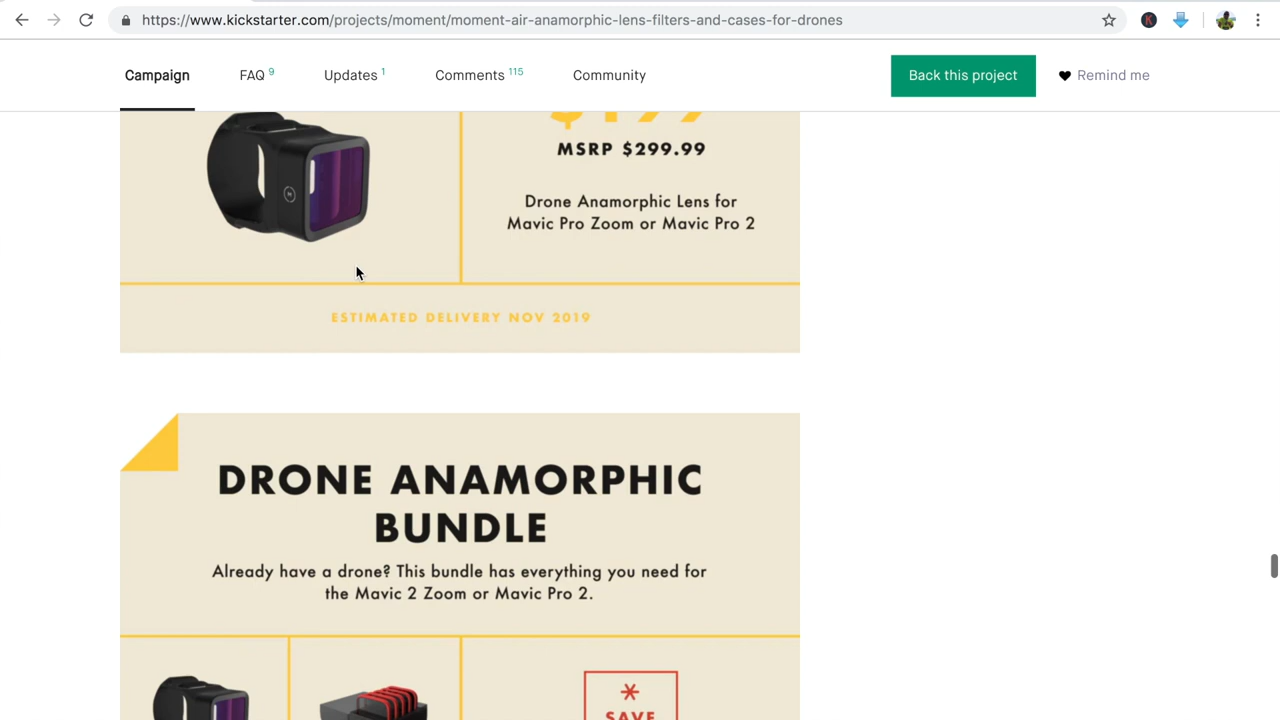 https://www.kickstarter.com/projects/moment/moment-air-anamorphic-lens-filters-and-cases-for-drones
K
Campaign FAQ 9 Updates 1 Comments 115 Community Back this project Remind me
MSRP $299.99
Drone Anamorphic Lens for
Mavic Pro Zoom or Mavic Pro 2
ESTIMATED DELIVERY NOV 2019
DRONE ANAMORPHIC
BUNDLE
Already have a drone? This bundle has everything you need for
the Mavic 2 Zoom or Mavic Pro 2.
SAVE